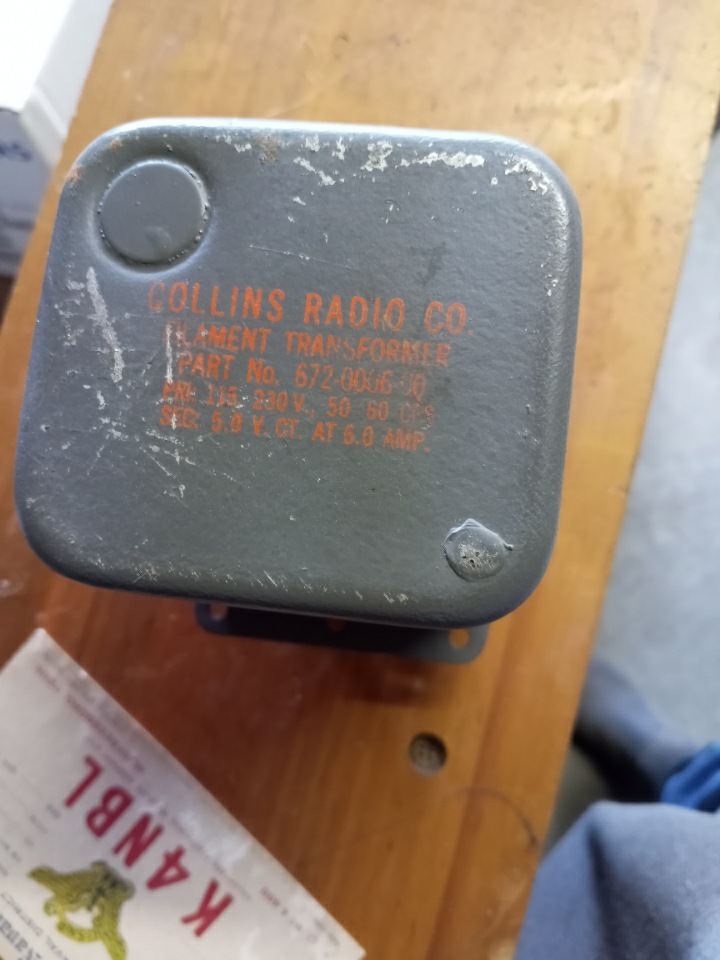 COLLINS RADIO CO.
FILAMENT TRANSFORMER
PART No. 672-0006-00
PRI: 115, 230 V., 50 60 CPS
SEC: 5.0 V. CT. AT 6.0 AMP.
K4NBL